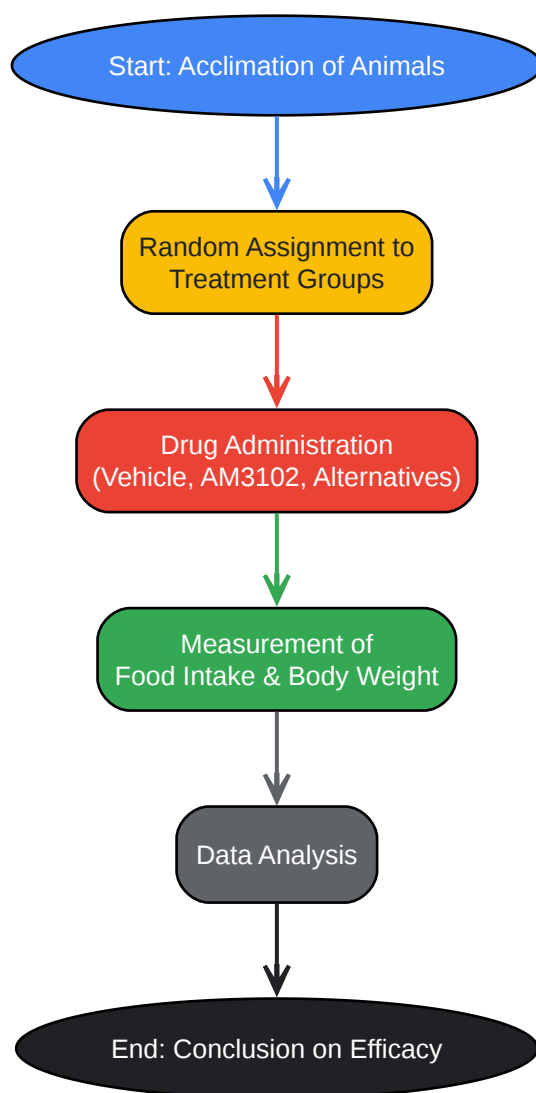 Start: Acclimation of Animals
Random Assignment to
Treatment Groups
Drug Administration
(Vehicle, AM3102, Alternatives)
Measurement of
Food Intake & Body Weight
Data Analysis
End: Conclusion on Efficacy